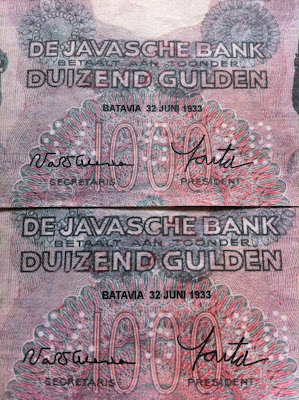 DE JAVASCHE BANK
BETAALT AAN TOONDER
DUIZEND GULDEN
BATAVIA 32 JUNI 1933
1000
SECRETARIS PRESIDENT
DE JAVASCHE BANK
BETAALT AAN TOONDER
DUIZEND GULDEN
BATAVIA 32 JUNI 1933
1000
SECRETARIS PRESIDENT